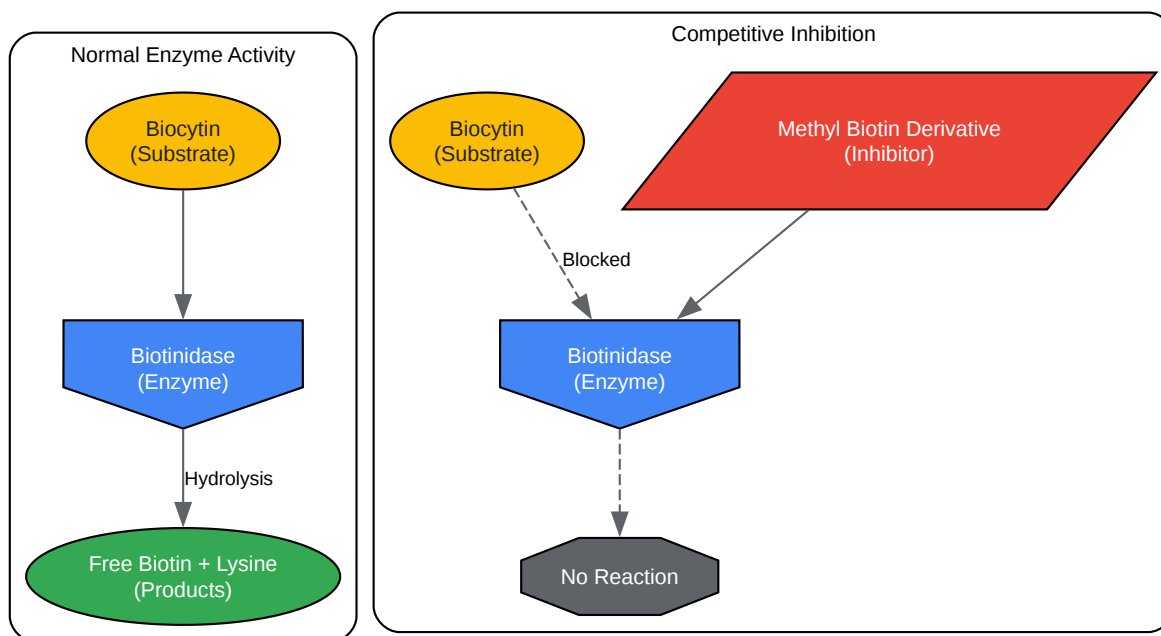 Normal Enzyme Activity
Biocytin
(Substrate)
Biotinidase
(Enzyme)
Hydrolysis
Free Biotin + Lysine
(Products)
Competitive Inhibition
Biocytin
(Substrate)
Methyl Biotin Derivative
(Inhibitor)
Blocked
Biotinidase
(Enzyme)
No Reaction